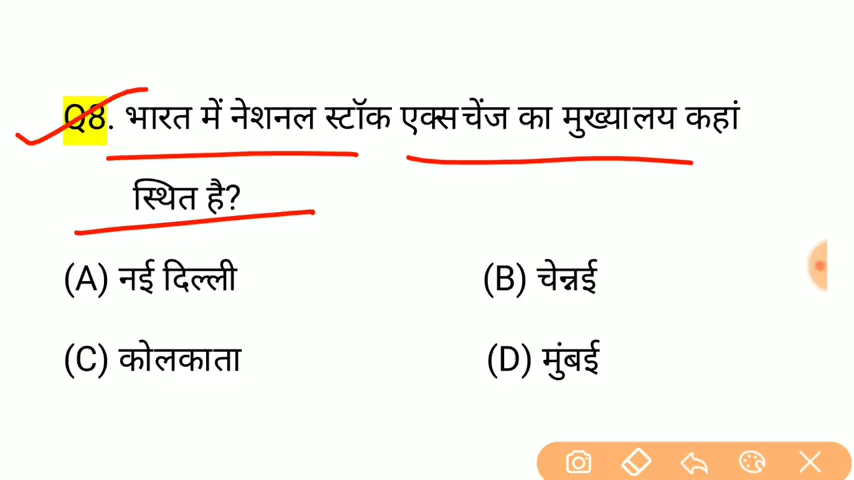 Q8. भारत में नेशनल स्टॉक एक्सचेंज का मुख्यालय कहां
स्थित है?
(A) नई दिल्ली (B) चेन्नई
(C) कोलकाता (D) मुंबई